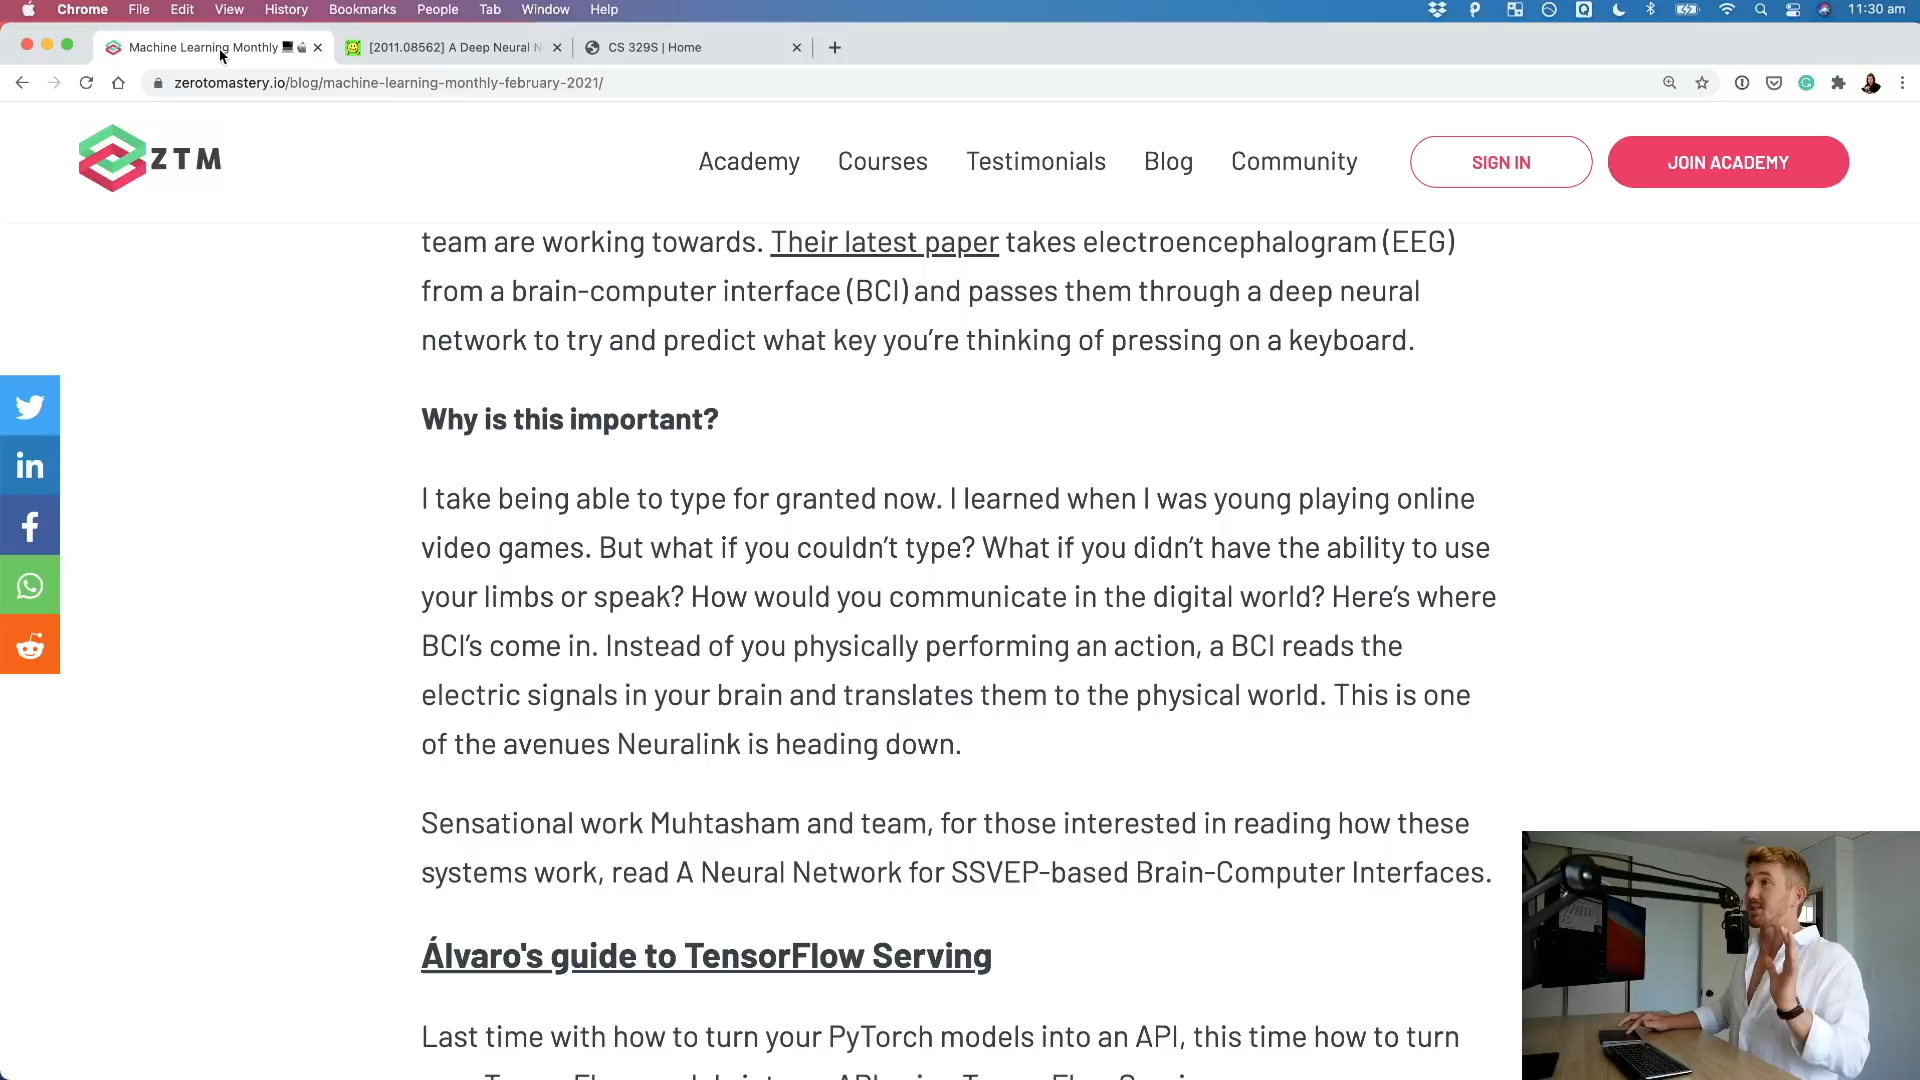 Chrome File Edit View History Bookmarks People Tab Window Help 11:30 am
Machine Learning Monthly [2011.08562] A Deep Neural N CS 329S | Home
zerotomastery.io/blog/machine-learning-monthly-february-2021/
ZTM Academy Courses Testimonials Blog Community SIGN IN JOIN ACADEMY
team are working towards. Their latest paper takes electroencephalogram (EEG)
from a brain-computer interface (BCI) and passes them through a deep neural
network to try and predict what key you’re thinking of pressing on a keyboard.
Why is this important?
I take being able to type for granted now. I learned when I was young playing online
video games. But what if you couldn’t type? What if you didn’t have the ability to use
your limbs or speak? How would you communicate in the digital world? Here’s where
BCI’s come in. Instead of you physically performing an action, a BCI reads the
electric signals in your brain and translates them to the physical world. This is one
of the avenues Neuralink is heading down.
Sensational work Muhtasham and team, for those interested in reading how these
systems work, read A Neural Network for SSVEP-based Brain-Computer Interfaces.
Álvaro's guide to TensorFlow Serving
Last time with how to turn your PyTorch models into an API, this time how to turn